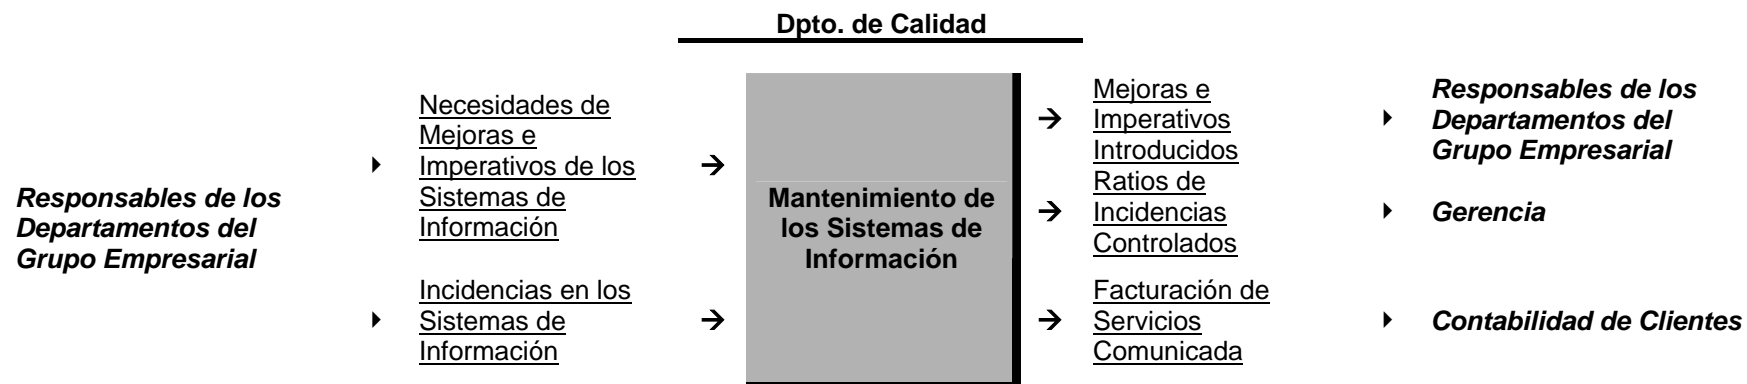 Dpto. de Calidad
Responsables de los
Departamentos del
Grupo Empresarial
Necesidades de
Mejoras e
Imperativos de los
Sistemas de
Información
Incidencias en los
Sistemas de
Información
Mantenimiento de
los Sistemas de
Información
Mejoras e
Imperativos
Introducidos
Ratios de
Incidencias
Controlados
Facturación de
Servicios
Comunicada
Responsables de los
Departamentos del
Grupo Empresarial
Gerencia
Contabilidad de Clientes